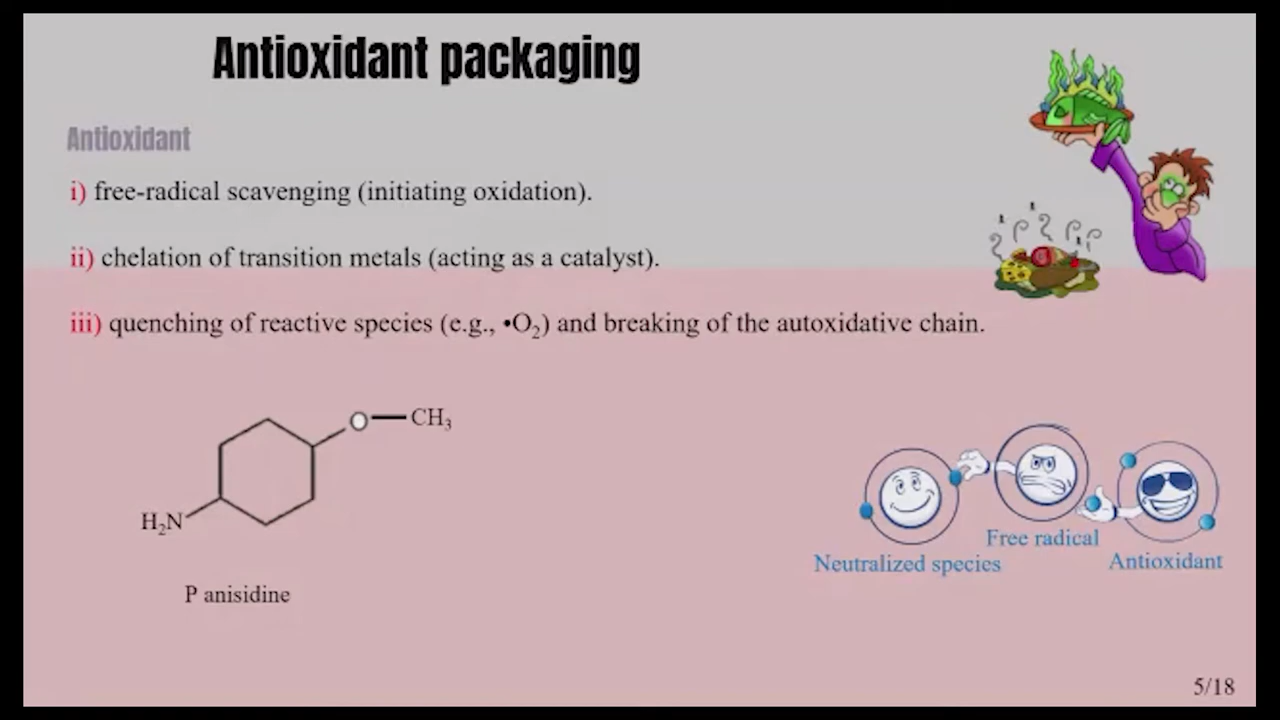 Antioxidant packaging
Antioxidant
i) free-radical scavenging (initiating oxidation).
ii) chelation of transition metals (acting as a catalyst).
iii) quenching of reactive species (e.g., •O₂) and breaking of the autoxidative chain.
O—CH₃
H₂N
P anisidine
Free radical
Neutralized species
Antioxidant
5/18